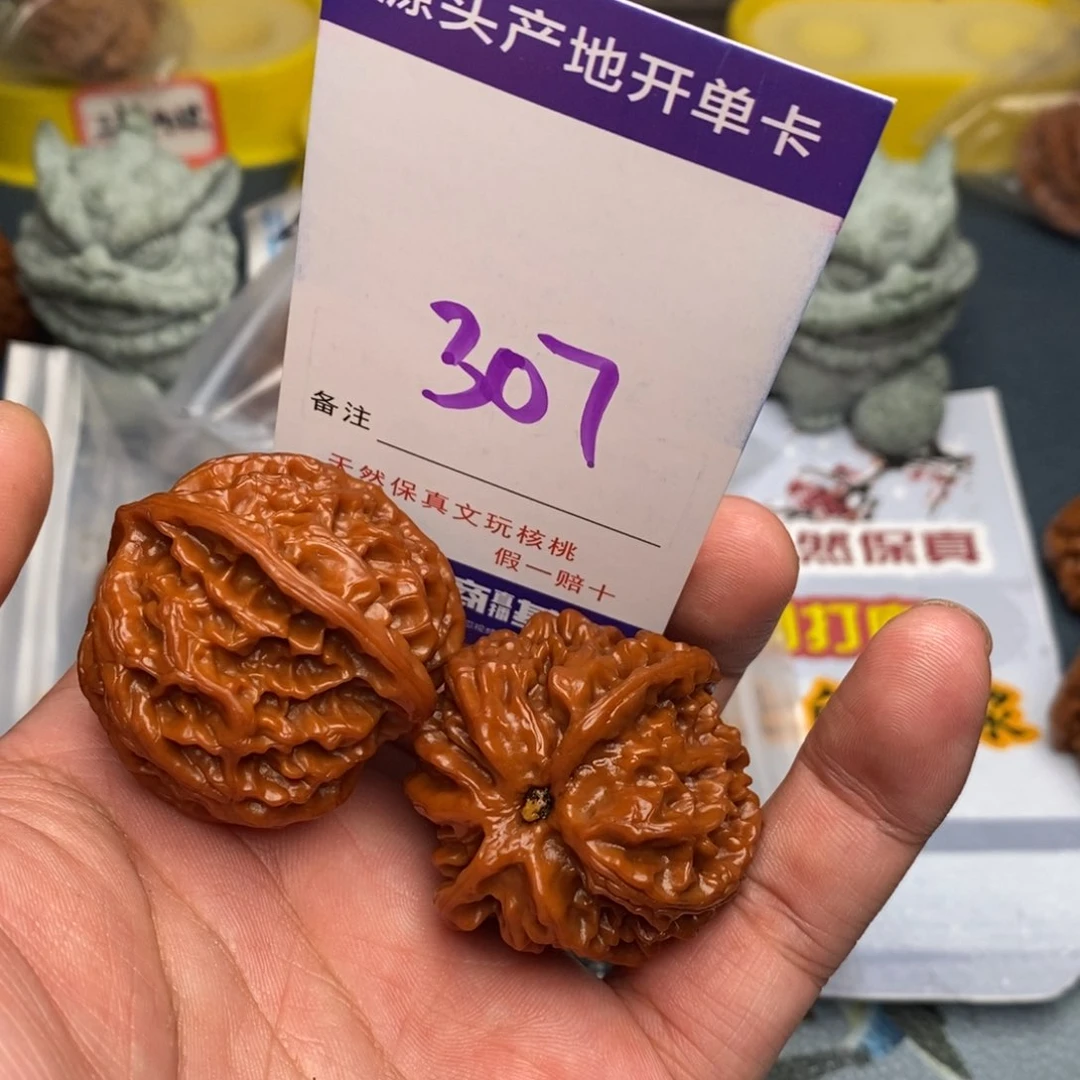 源头产地开单卡
307
备注
天然保真文玩核桃
假一赔十
然保真